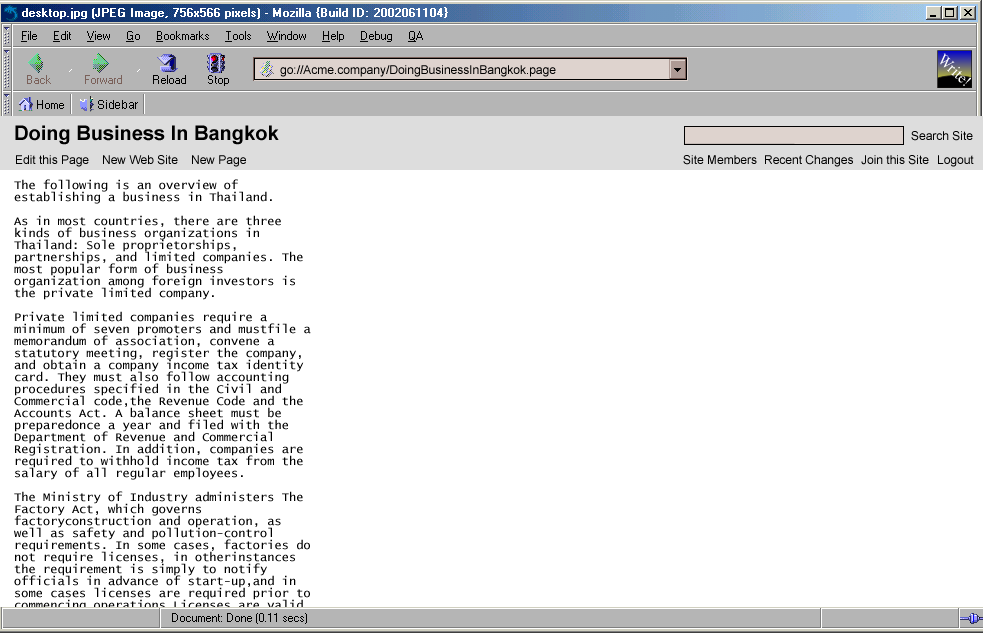 desktop.jpg (JPEG Image, 756x566 pixels) - Mozilla {Build ID: 2002061104}
File Edit View Go Bookmarks Tools Window Help Debug QA
Back Forward Reload Stop go://Acme.company/DoingBusinessInBangkok.page Write!
Home Sidebar
Doing Business In Bangkok
Search Site
Edit this Page New Web Site New Page Site Members Recent Changes Join this Site Logout
The following is an overview of
establishing a business in Thailand.
As in most countries, there are three
kinds of business organizations in
Thailand: Sole proprietorships,
partnerships, and limited companies. The
most popular form of business
organization among foreign investors is
the private limited company.
Private limited companies require a
minimum of seven promoters and mustfile a
memorandum of association, convene a
statutory meeting, register the company,
and obtain a company income tax identity
card. They must also follow accounting
procedures specified in the Civil and
Commercial code,the Revenue Code and the
Accounts Act. A balance sheet must be
preparedonce a year and filed with the
Department of Revenue and Commercial
Registration. In addition, companies are
required to withhold income tax from the
salary of all regular employees.
The Ministry of Industry administers The
Factory Act, which governs
factoryconstruction and operation, as
well as safety and pollution-control
requirements. In some cases, factories do
not require licenses, in otherinstances
the requirement is simply to notify
officials in advance of start-up,and in
some cases licenses are required prior to
commencing operations.Licenses are valid
Document: Done (0.11 secs)